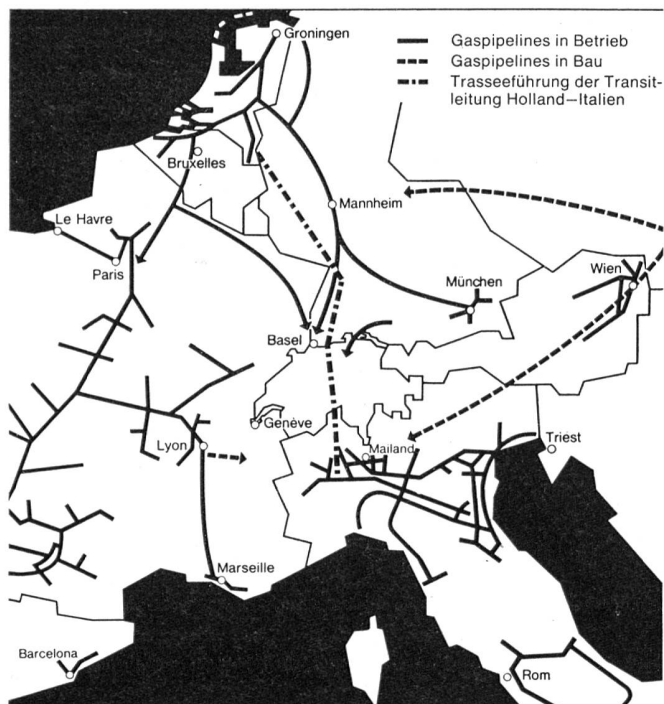 Groningen
Gaspipelines in Betrieb
Gaspipelines in Bau
Trasseeführung der Transit-
leitung Holland—Italien
Bruxelles
Mannheim
Le Havre
Paris
München
Wien
Basel
Genève
Lyon
Mailand
Triest
Marseille
Barcelona
Rom